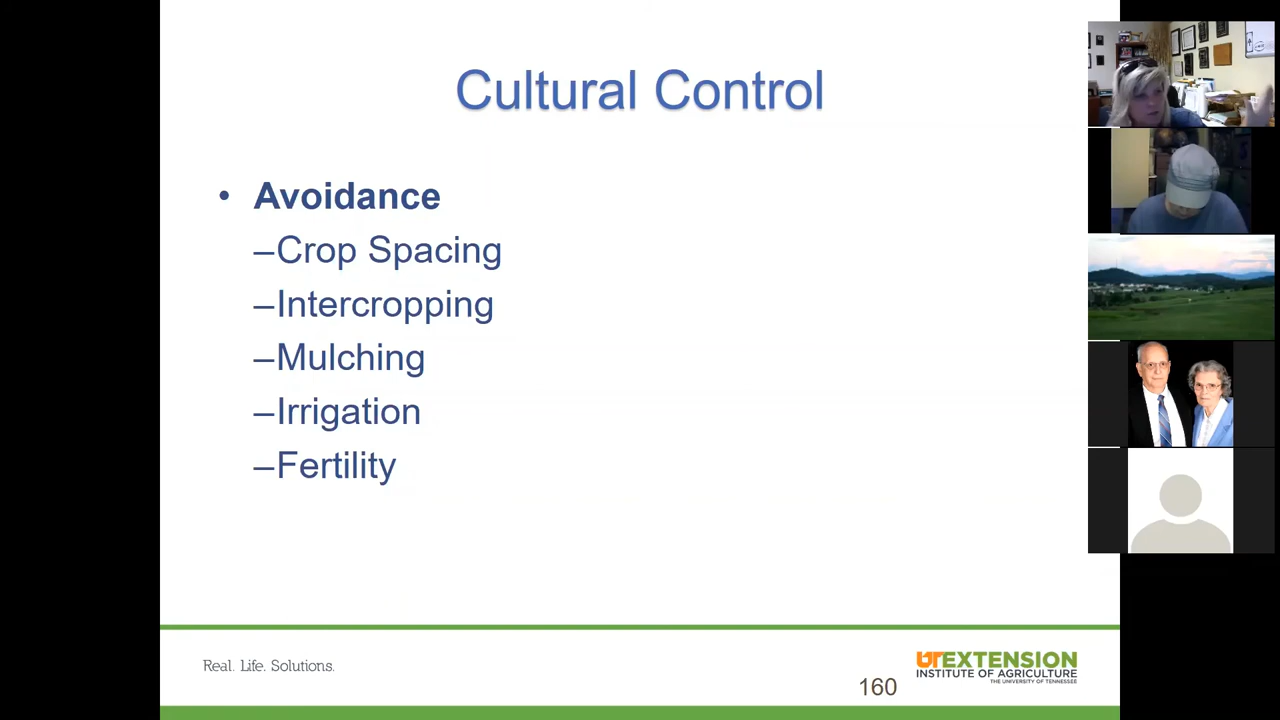 Cultural Control
• Avoidance
–Crop Spacing
–Intercropping
–Mulching
–Irrigation
–Fertility
Real. Life. Solutions.
160
UTEXTENSION
INSTITUTE OF AGRICULTURE
THE UNIVERSITY OF TENNESSEE